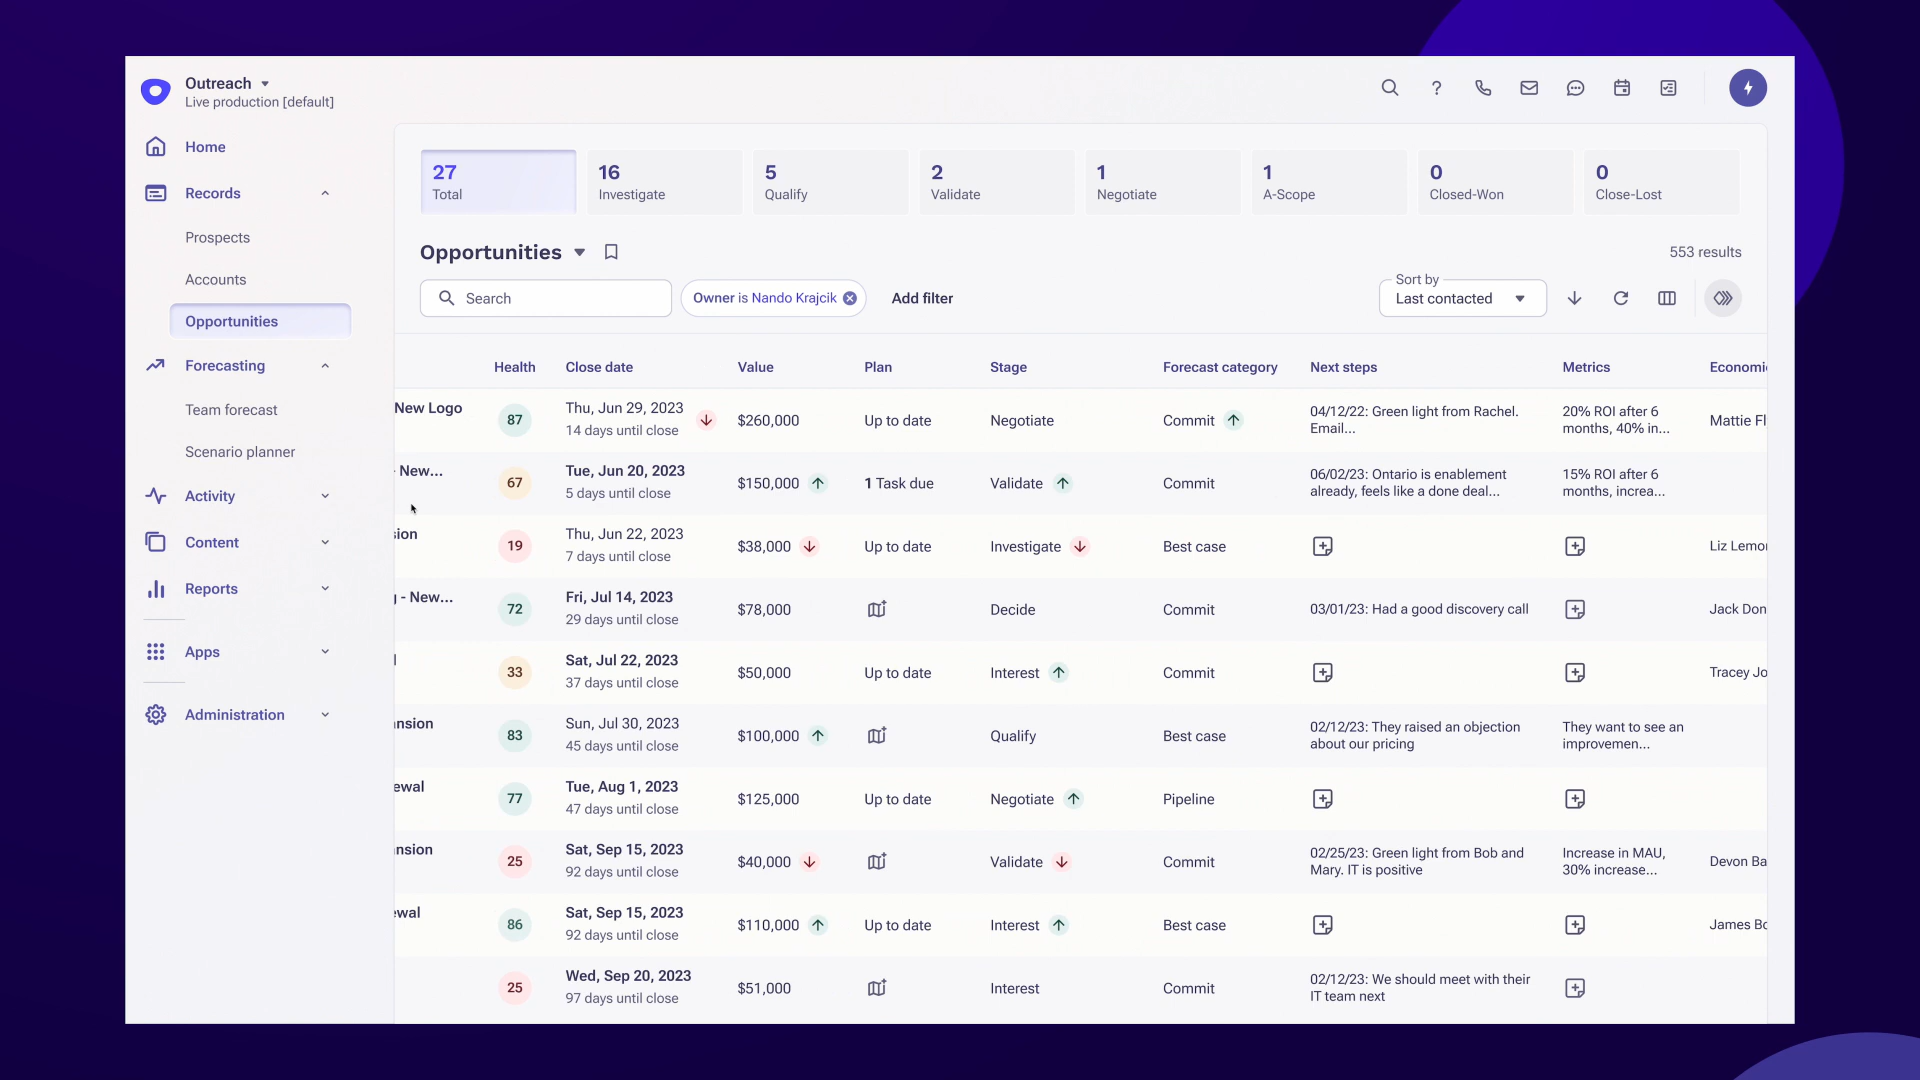 Outreach
Live production [default]
Home
Records
Prospects
Accounts
Opportunities
Forecasting
Team forecast
Scenario planner
Activity
Content
Reports
Apps
Administration
27 16 5 2 1 1 0 0
Total Investigate Qualify Validate Negotiate A-Scope Closed-Won Close-Lost
Opportunities 553 results
Search Owner is Nando Krajcik Add filter Sort by Last contacted
Health Close date Value Plan Stage Forecast category Next steps Metrics Economi
New Logo 87 Thu, Jun 29, 2023 $260,000 Up to date Negotiate Commit 04/12/22: Green light from Rachel. 20% ROI after 6 Mattie Fl
14 days until close Email... months, 40% in...
- New... 67 Tue, Jun 20, 2023 $150,000 1 Task due Validate Commit 06/02/23: Ontario is enablement 15% ROI after 6
5 days until close already, feels like a done deal... months, increa...
sion 19 Thu, Jun 22, 2023 $38,000 Up to date Investigate Best case Liz Lemo
7 days until close
- New... 72 Fri, Jul 14, 2023 $78,000 Decide Commit 03/01/23: Had a good discovery call Jack Don
29 days until close
33 Sat, Jul 22, 2023 $50,000 Up to date Interest Commit Tracey Jo
37 days until close
nsion 83 Sun, Jul 30, 2023 $100,000 Qualify Best case 02/12/23: They raised an objection They want to see an
45 days until close about our pricing improvemen...
ewal 77 Tue, Aug 1, 2023 $125,000 Up to date Negotiate Pipeline
47 days until close
nsion 25 Sat, Sep 15, 2023 $40,000 Validate Commit 02/25/23: Green light from Bob and Increase in MAU, Devon Ba
92 days until close Mary. IT is positive 30% increase...
ewal 86 Sat, Sep 15, 2023 $110,000 Up to date Interest Best case James Bo
92 days until close
25 Wed, Sep 20, 2023 $51,000 Interest Commit 02/12/23: We should meet with their
97 days until close IT team next